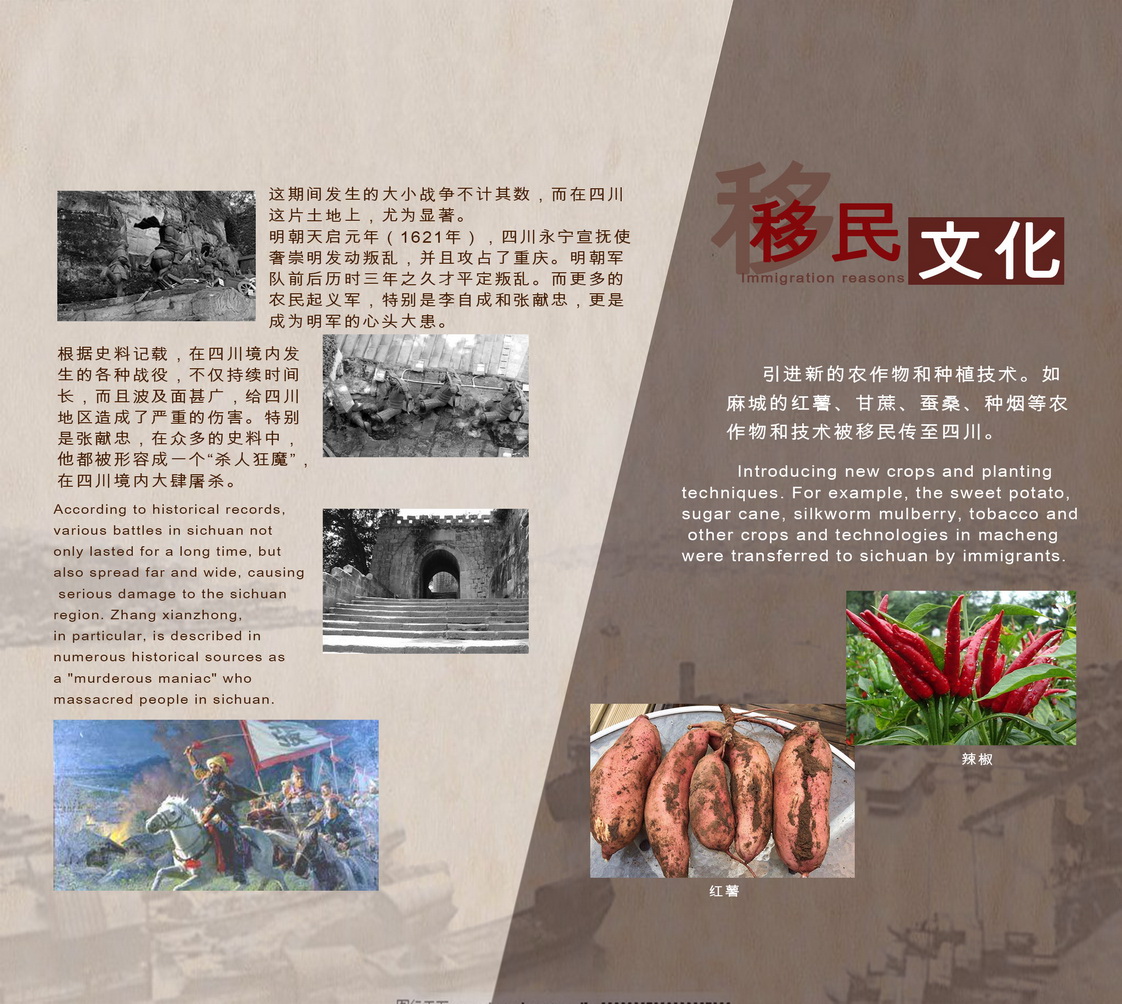 这期间发生的大小战争不计其数，而在四川
这片土地上，尤为显著。
明朝天启元年（1621年），四川永宁宣抚使
奢崇明发动叛乱，并且攻占了重庆。明朝军
队前后历时三年之久才平定叛乱。而更多的
农民起义军，特别是李自成和张献忠，更是
成为明军的心头大患。
根据史料记载，在四川境内发
生的各种战役，不仅持续时间
长，而且波及面甚广，给四川
地区造成了严重的伤害。特别
是张献忠，在众多的史料中，
他都被形容成一个“杀人狂魔”，
在四川境内大肆屠杀。
According to historical records,
various battles in sichuan not
only lasted for a long time, but
also spread far and wide, causing
serious damage to the sichuan
region. Zhang xianzhong,
in particular, is described in
numerous historical sources as
a "murderous maniac" who
massacred people in sichuan.
移
移民文化
Immigration reasons
引进新的农作物和种植技术。如
麻城的红薯、甘蔗、蚕桑、种烟等农
作物和技术被移民传至四川。
Introducing new crops and planting
techniques. For example, the sweet potato,
sugar cane, silkworm mulberry, tobacco and
other crops and technologies in macheng
were transferred to sichuan by immigrants.
辣椒
红薯